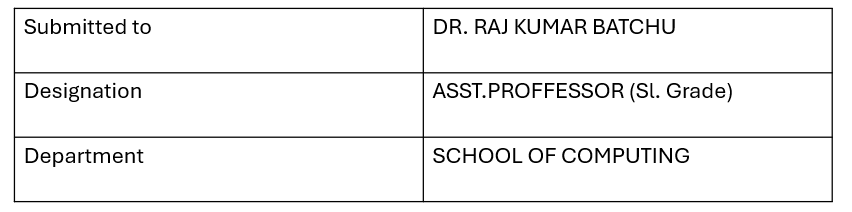 Submitted to DR. RAJ KUMAR BATCHU
Designation ASST.PROFFESSOR (Sl. Grade)
Department SCHOOL OF COMPUTING